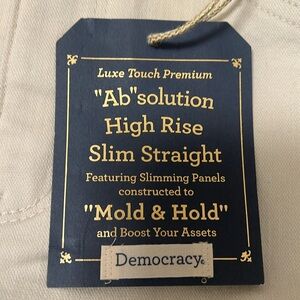 Luxe Touch Premium
"Ab"solution
High Rise
Slim Straight
Featuring Slimming Panels
constructed to
"Mold & Hold"
and Boost Your Assets
Democracy